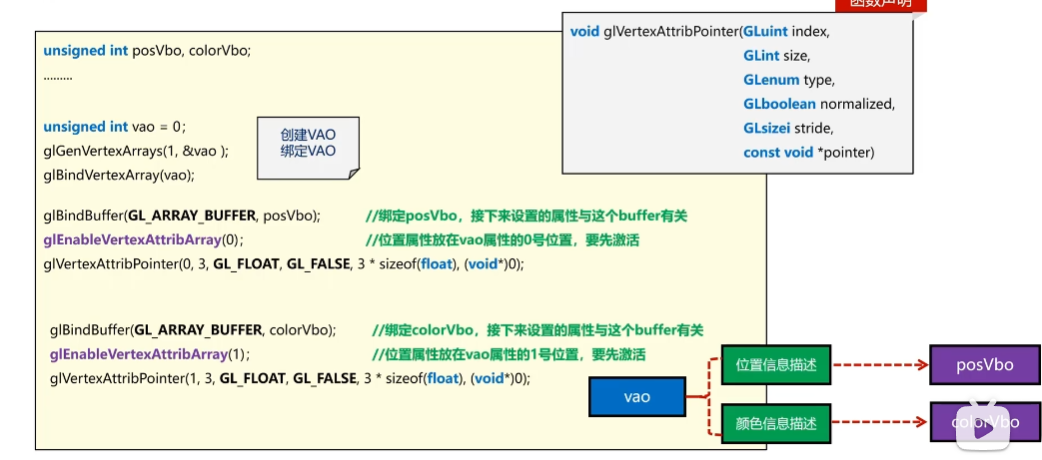 函数声明
void glVertexAttribPointer(GLuint index,
GLint size,
GLenum type,
GLboolean normalized,
GLsizei stride,
const void *pointer)
unsigned int posVbo, colorVbo;
.........
unsigned int vao = 0;
glGenVertexArrays(1, &vao );
glBindVertexArray(vao);
创建VAO
绑定VAO
glBindBuffer(GL_ARRAY_BUFFER, posVbo); //绑定posVbo，接下来设置的属性与这个buffer有关
glEnableVertexAttribArray(0); //位置属性放在vao属性的0号位置，要先激活
glVertexAttribPointer(0, 3, GL_FLOAT, GL_FALSE, 3 * sizeof(float), (void*)0);
glBindBuffer(GL_ARRAY_BUFFER, colorVbo); //绑定colorVbo，接下来设置的属性与这个buffer有关
glEnableVertexAttribArray(1); //位置属性放在vao属性的1号位置，要先激活
glVertexAttribPointer(1, 3, GL_FLOAT, GL_FALSE, 3 * sizeof(float), (void*)0);
vao
位置信息描述
posVbo
颜色信息描述
colorVbo